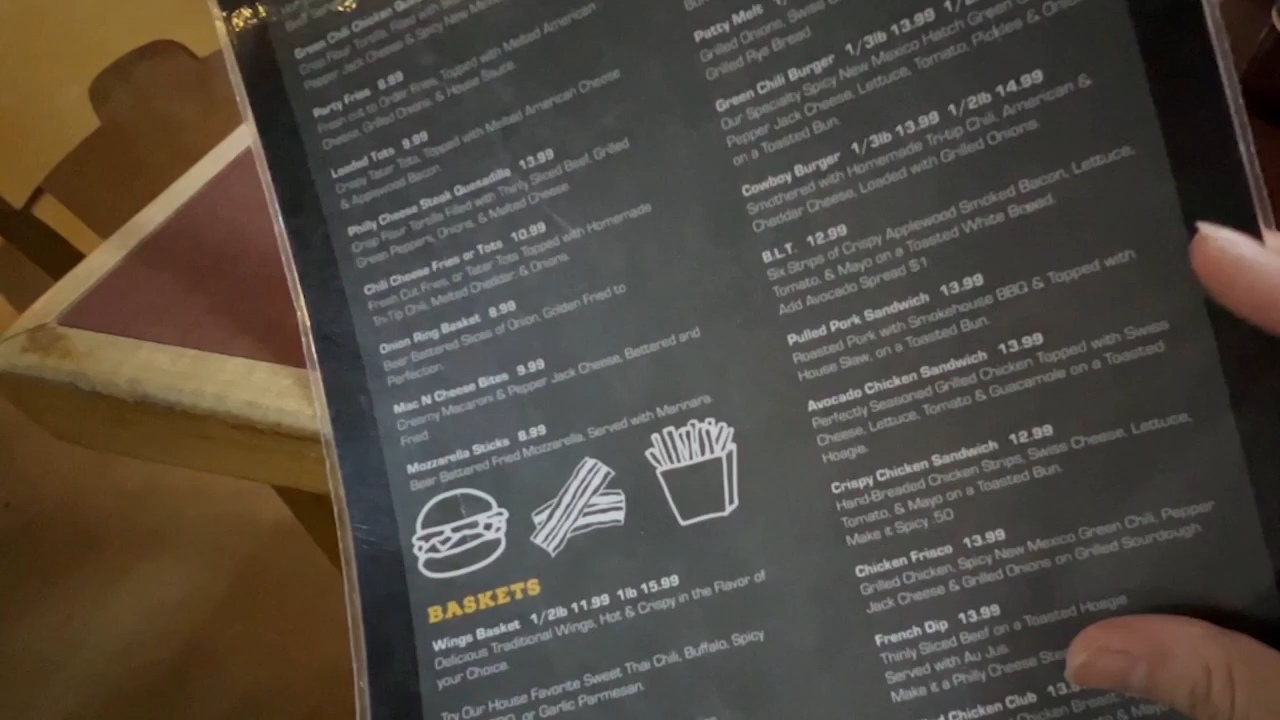 Green Chili Chicken
Crisp Flour Tortilla, Filled with
Pepper Jack Cheese & Spicy New
Party Fries 8.99
Fresh cut to Order Fries, Topped with Melted American
Cheese, Grilled Onions, & House Sauce.
Loaded Tots 9.99
Crispy Tater Tots, Topped with Melted American Cheese
& Applewood Bacon.
Philly Cheese Steak Quesadilla 13.99
Crisp Flour Tortilla Filled with Thinly Sliced Beef, Grilled
Green Peppers, Onions, & Melted Cheese.
Chili Cheese Fries or Tots 10.99
Fresh Cut Fries, or Tater Tots Topped with Homemade
Tri-Tip Chili, Melted Cheddar, & Onions.
Onion Ring Basket 8.99
Beer Battered Slices of Onion, Golden Fried to
Perfection.
Mac N Cheese Bites 9.99
Creamy Macaroni & Pepper Jack Cheese, Battered and
Fried.
Mozzarella Sticks 8.99
Beer Battered Fried Mozzarella, Served with Marinara.
BASKETS
Wings Basket 1/2lb 11.99 1lb 15.99
Delicious Traditional Wings, Hot & Crispy in the Flavor of
your Choice.
Try Our House Favorite Sweet Thai Chili, Buffalo, Spicy
or Garlic Parmesan.
Patty Melt
Grilled Onions, Swiss
Grilled Rye Bread.
Green Chili Burger 1/3lb 13.99 1/2
Our Specialty Spicy New Mexico Hatch Green
Pepper Jack Cheese, Lettuce, Tomato, Pickles &
on a Toasted Bun.
Cowboy Burger 1/3lb 13.99 1/2lb 14.99
Smothered with Homemade Tri-tip Chili, American &
Cheddar Cheese, Loaded with Grilled Onions.
B.L.T. 12.99
Six Strips of Crispy Applewood Smoked Bacon, Lettuce,
Tomato, & Mayo on a Toasted White Bread.
Add Avocado Spread $1
Pulled Pork Sandwich 13.99
Roasted Pork with Smokehouse BBQ & Topped with
House Slaw, on a Toasted Bun.
Avocado Chicken Sandwich 13.99
Perfectly Seasoned Grilled Chicken Topped with Swiss
Cheese, Lettuce, Tomato & Guacamole on a Toasted
Hoagie.
Crispy Chicken Sandwich 12.99
Hand-Breaded Chicken Strips, Swiss Cheese, Lettuce,
Tomato, & Mayo on a Toasted Bun.
Make it Spicy .50
Chicken Frisco 13.99
Grilled Chicken, Spicy New Mexico Green Chili, Pepper
Jack Cheese & Grilled Onions on Grilled Sourdough
French Dip 13.99
Thinly Sliced Beef on a Toasted Hoagie
Served with Au Jus.
Make it a Philly Cheese
Chicken Club